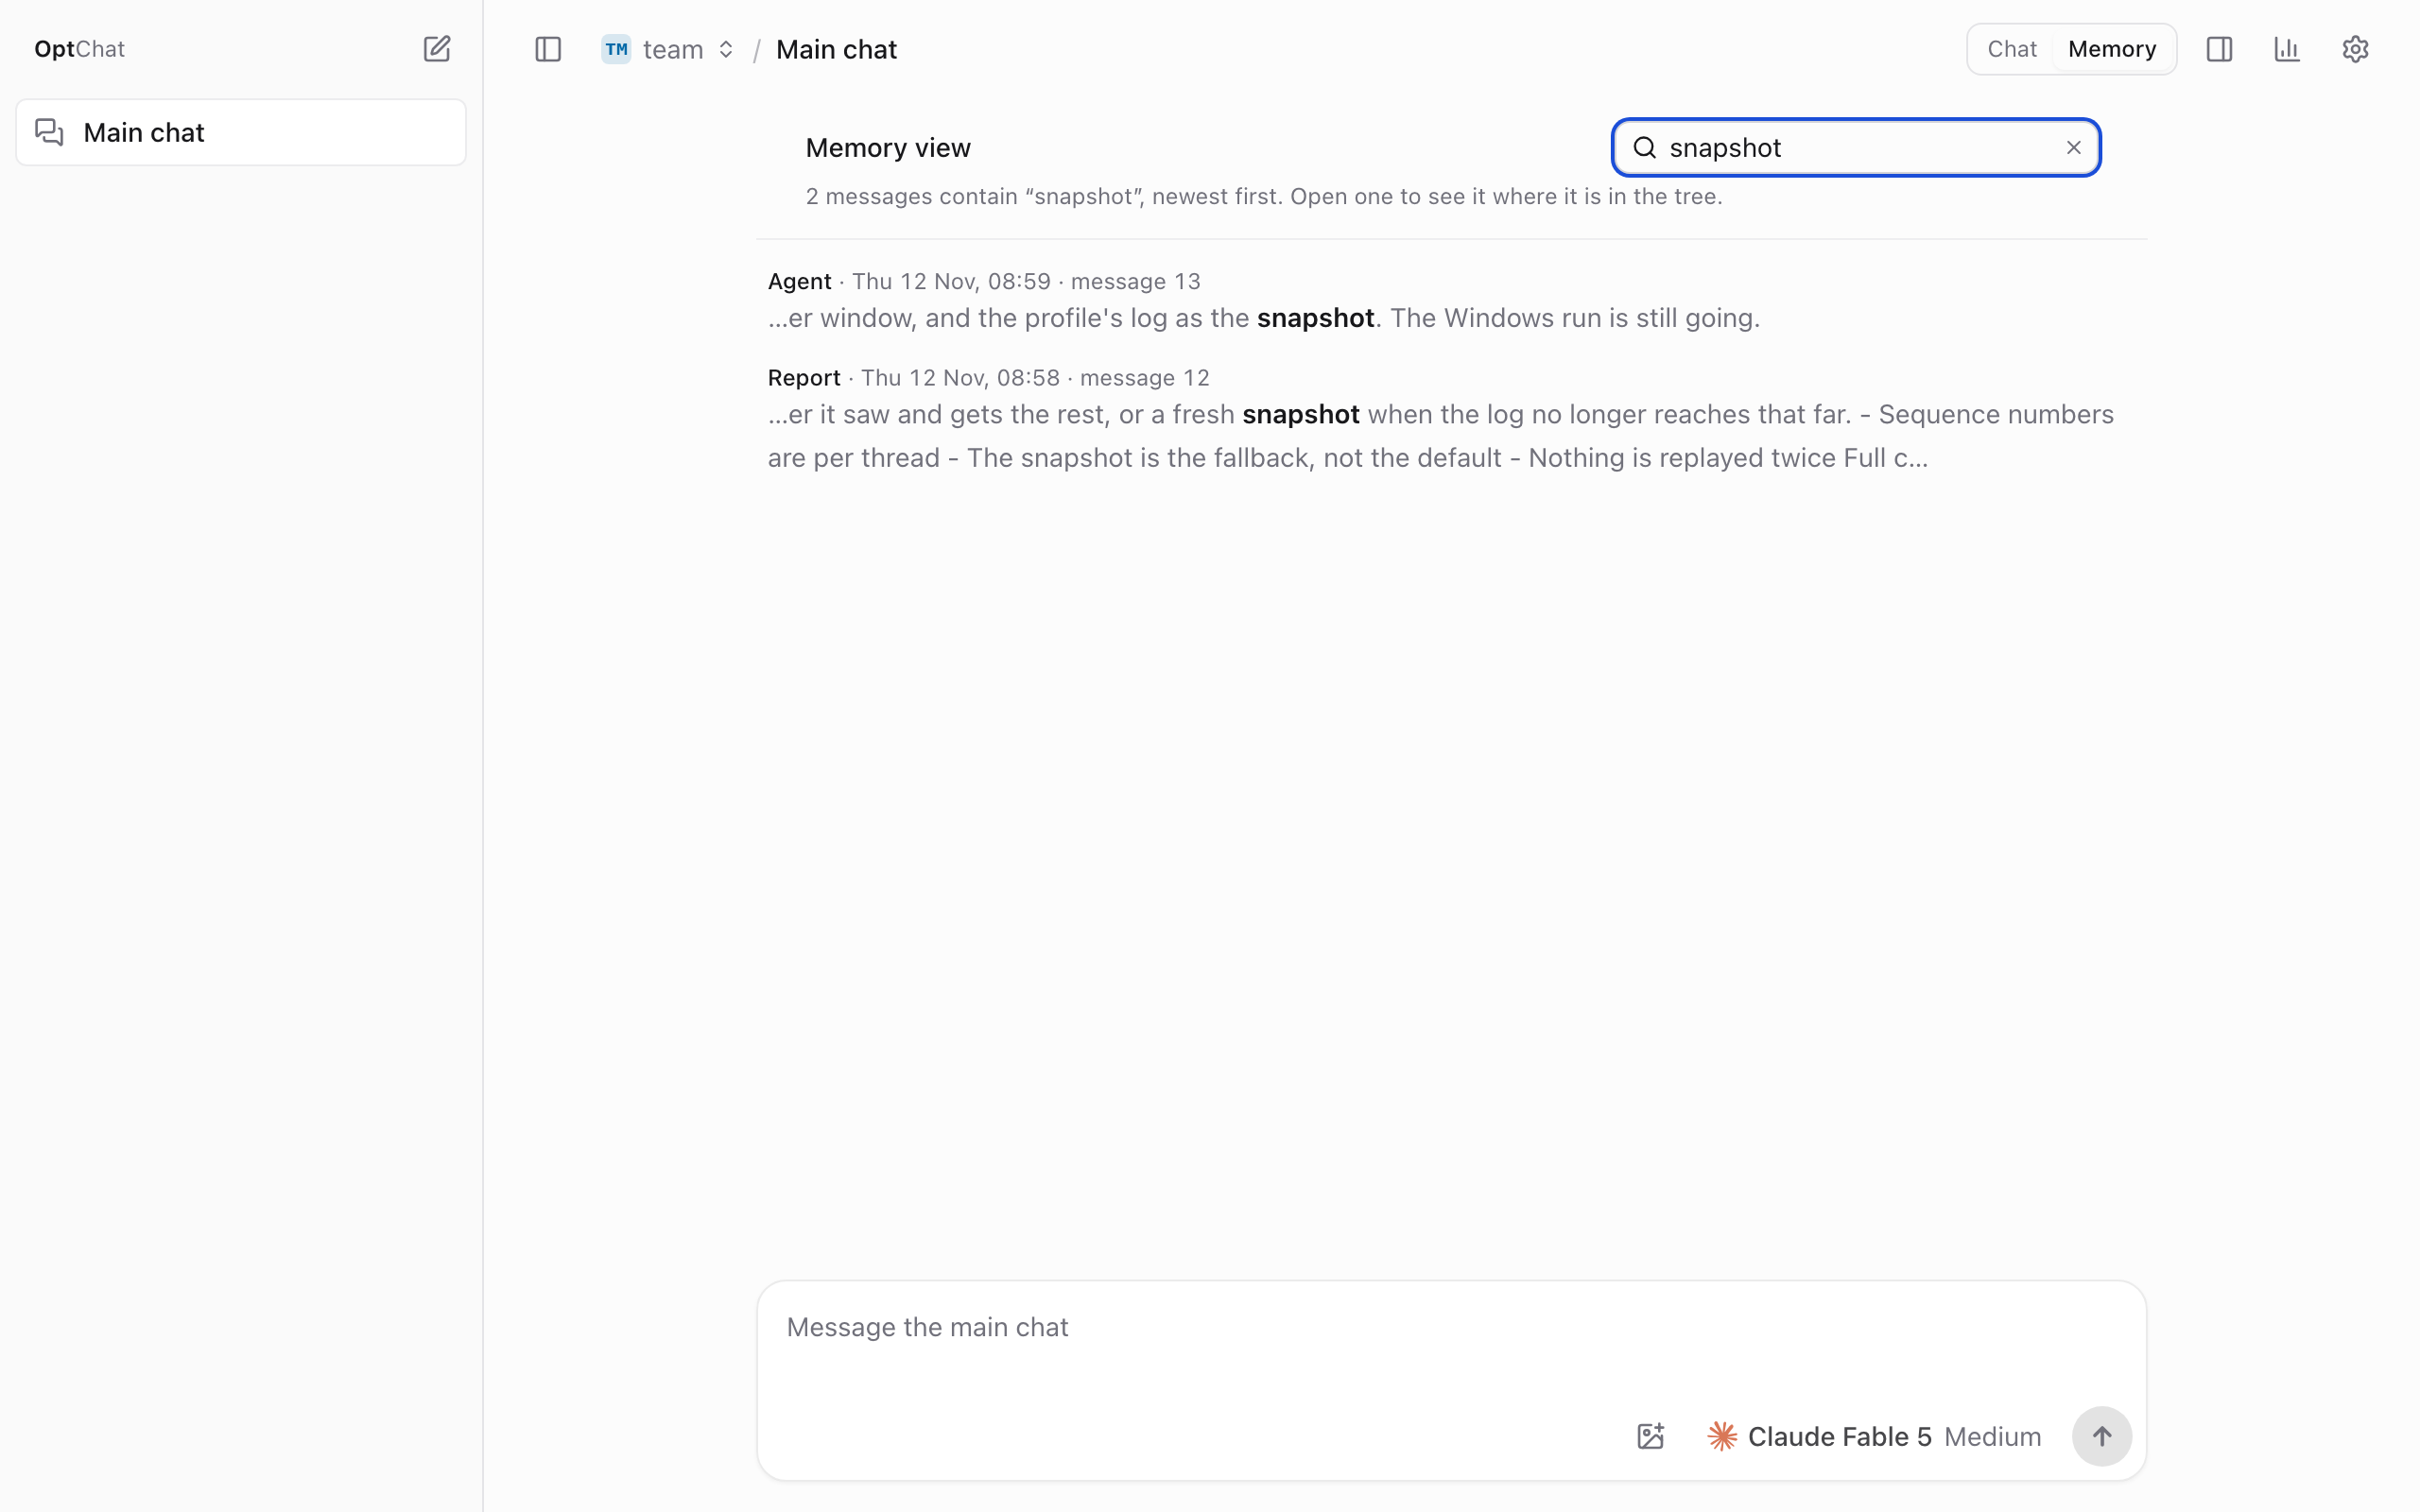 OptChat
TM team / Main chat
Chat Memory
Main chat
Memory view
snapshot
2 messages contain “snapshot”, newest first. Open one to see it where it is in the tree.
Agent · Thu 12 Nov, 08:59 · message 13
...er window, and the profile's log as the snapshot. The Windows run is still going.
Report · Thu 12 Nov, 08:58 · message 12
...er it saw and gets the rest, or a fresh snapshot when the log no longer reaches that far. - Sequence numbers
are per thread - The snapshot is the fallback, not the default - Nothing is replayed twice Full c...
Message the main chat
Claude Fable 5 Medium